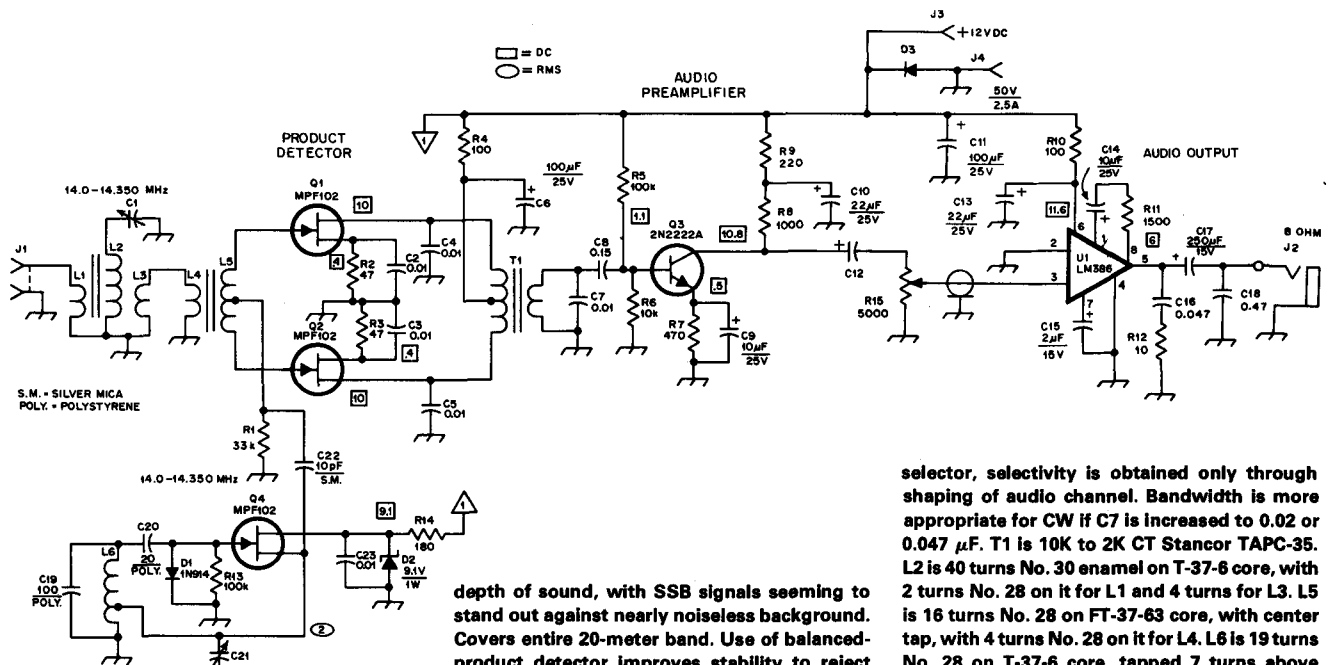 J3
+12VDC
▭ = DC
⬭ = RMS
D3
J4
AUDIO
PREAMPLIFIER
50V
2.5A
PRODUCT
DETECTOR
R4
100
R9
220
C11
100µF
25V
R10
100
C14
10µF
25V
AUDIO OUTPUT
1
100µF
25V
C6
R5
100k
14.0-14.350 MHz
C1
Q1
MPF102
10
C10
22µF
25V
C13
22µF
25V
R11
1500
1.1
R8
1000
11.6
C17
250µF
15V
8 OHM
J2
J1
L2
L5
Q3
2N2222A
10.8
C12
6
1
8
6
L1
L3
L4
.4
R2
47
C2
0.01
C4
0.01
T1
C8
0.15
2
U1
LM386
5
3
4
7
C7
0.01
R6
10k
.5
R15
5000
C16
0.047
C18
0.47
Q2
MPF102
R3
47
C3
0.01
.4
R7
470
C9
10µF
25V
C15
2µF
15V
R12
10
S.M. = SILVER MICA
POLY. = POLYSTYRENE
10
C5
0.01
R1
33k
C22
10pF
S.M.
14.0-14.350 MHz
Q4
MPF102
9.1
R14
180
1
C20
20
POLY.
L6
C19
100
POLY.
D1
1N914
R13
100k
C23
0.01
D2
9.1V
1W
2
C21
depth of sound, with SSB signals seeming to
stand out against nearly noiseless background.
Covers entire 20-meter band. Use of balanced-
product detector improves stability to reject
selector, selectivity is obtained only through
shaping of audio channel. Bandwidth is more
appropriate for CW if C7 is increased to 0.02 or
0.047 µF. T1 is 10K to 2K CT Stancor TAPC-35.
L2 is 40 turns No. 30 enamel on T-37-6 core, with
2 turns No. 28 on it for L1 and 4 turns for L3. L5
is 16 turns No. 28 on FT-37-63 core, with center
tap, with 4 turns No. 28 on it for L4. L6 is 19 turns
No. 28 on T-37-6 core, tapped 7 turns above